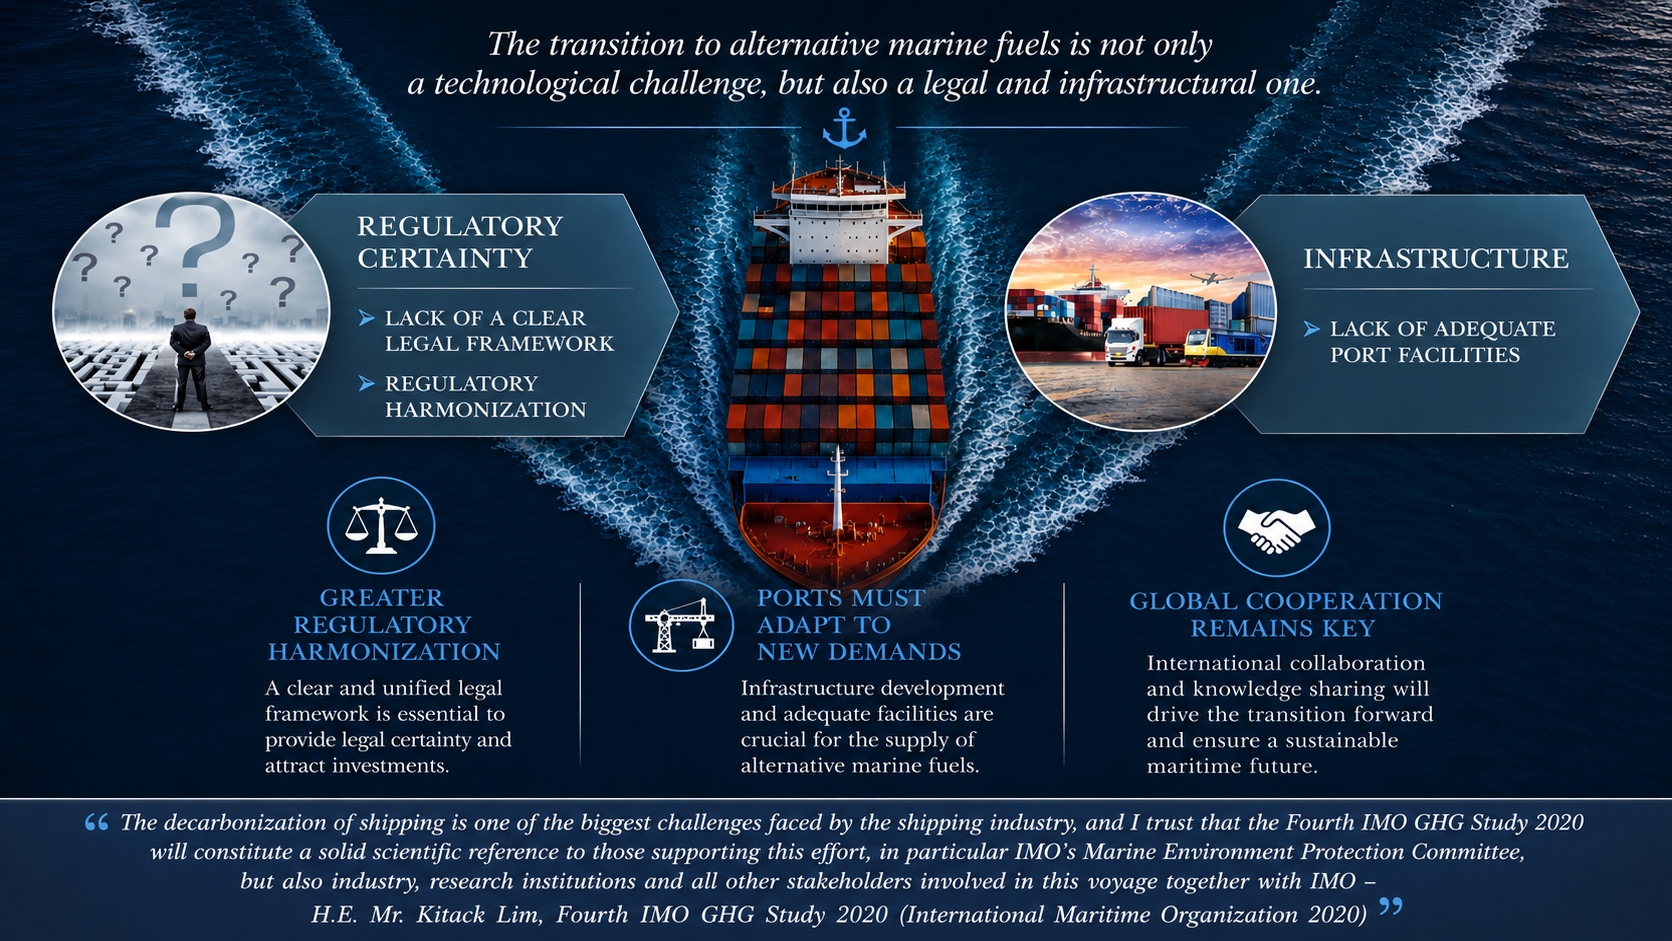 The transition to alternative marine fuels is not only
a technological challenge, but also a legal and infrastructural one.
REGULATORY
CERTAINTY
LACK OF A CLEAR
LEGAL FRAMEWORK
REGULATORY
HARMONIZATION
INFRASTRUCTURE
LACK OF ADEQUATE
PORT FACILITIES
GREATER
REGULATORY
HARMONIZATION
A clear and unified legal
framework is essential to
provide legal certainty and
attract investments.
PORTS MUST
ADAPT TO
NEW DEMANDS
Infrastructure development
and adequate facilities are
crucial for the supply of
alternative marine fuels.
GLOBAL COOPERATION
REMAINS KEY
International collaboration
and knowledge sharing will
drive the transition forward
and ensure a sustainable
maritime future.
“ The decarbonization of shipping is one of the biggest challenges faced by the shipping industry, and I trust that the Fourth IMO GHG Study 2020
will constitute a solid scientific reference to those supporting this effort, in particular IMO’s Marine Environment Protection Committee,
but also industry, research institutions and all other stakeholders involved in this voyage together with IMO –
H.E. Mr. Kitack Lim, Fourth IMO GHG Study 2020 (International Maritime Organization 2020) ”